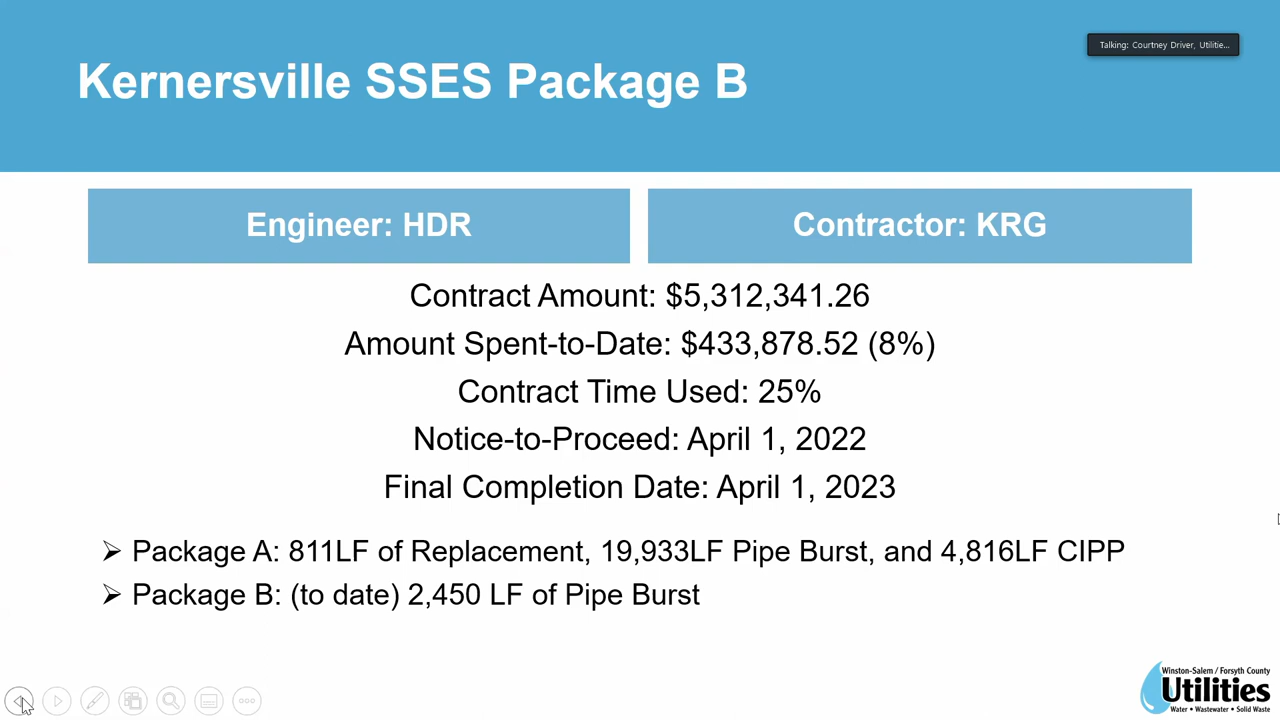 Talking: Courtney Driver, Utilitie...
Kernersville SSES Package B
Engineer: HDR
Contractor: KRG
Contract Amount: $5,312,341.26
Amount Spent-to-Date: $433,878.52 (8%)
Contract Time Used: 25%
Notice-to-Proceed: April 1, 2022
Final Completion Date: April 1, 2023
➢ Package A: 811LF of Replacement, 19,933LF Pipe Burst, and 4,816LF CIPP
➢ Package B: (to date) 2,450 LF of Pipe Burst
Winston-Salem / Forsyth County
Utilities
Water • Wastewater • Solid Waste